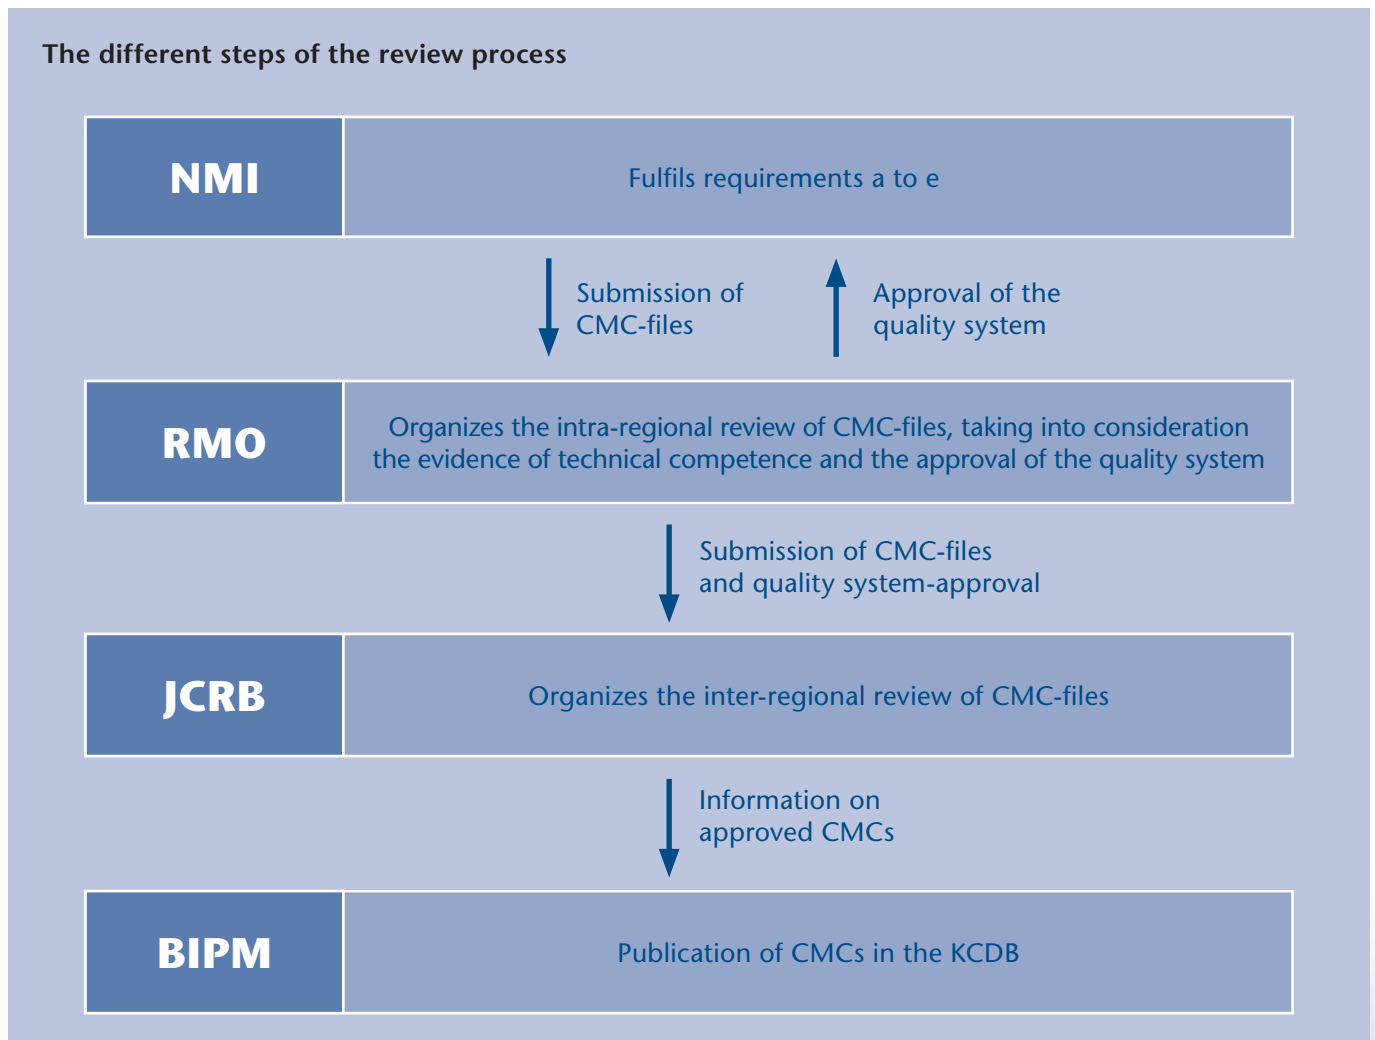 The different steps of the review process
NMI
Fulfils requirements a to e
Submission of
CMC-files
Approval of the
quality system
RMO
Organizes the intra-regional review of CMC-files, taking into consideration
the evidence of technical competence and the approval of the quality system
Submission of CMC-files
and quality system-approval
JCRB
Organizes the inter-regional review of CMC-files
Information on
approved CMCs
BIPM
Publication of CMCs in the KCDB